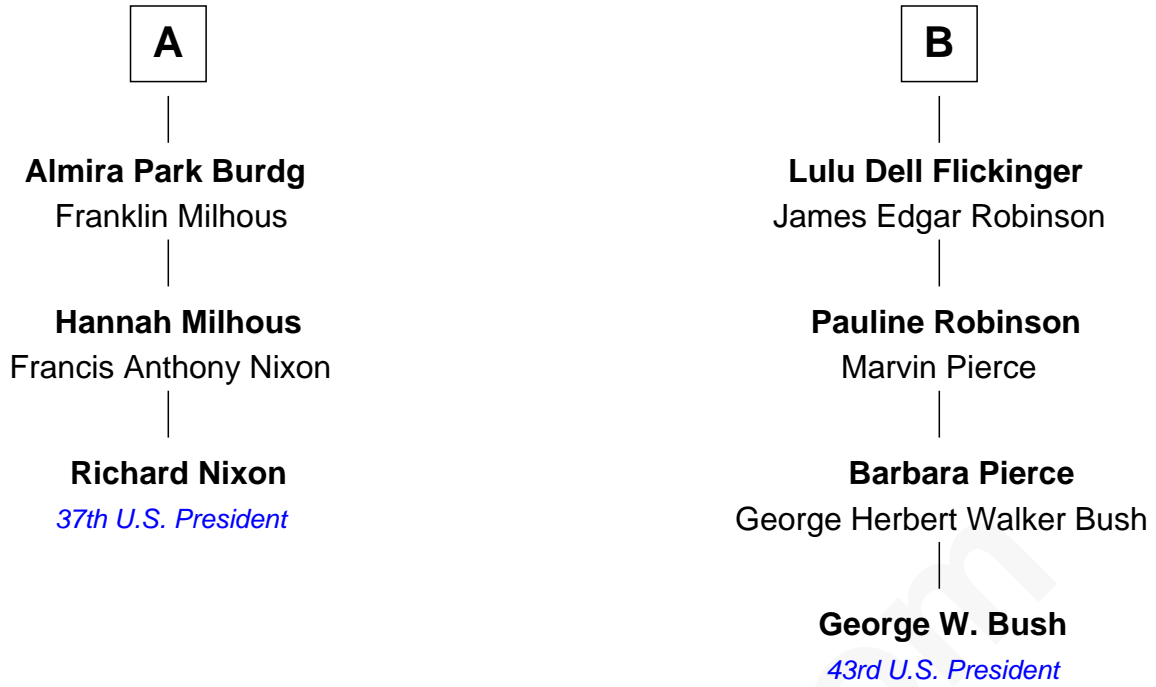 A
Almira Park Burdg
Franklin Milhous
Hannah Milhous
Francis Anthony Nixon
Richard Nixon
37th U.S. President
B
Lulu Dell Flickinger
James Edgar Robinson
Pauline Robinson
Marvin Pierce
Barbara Pierce
George Herbert Walker Bush
George W. Bush
43rd U.S. President